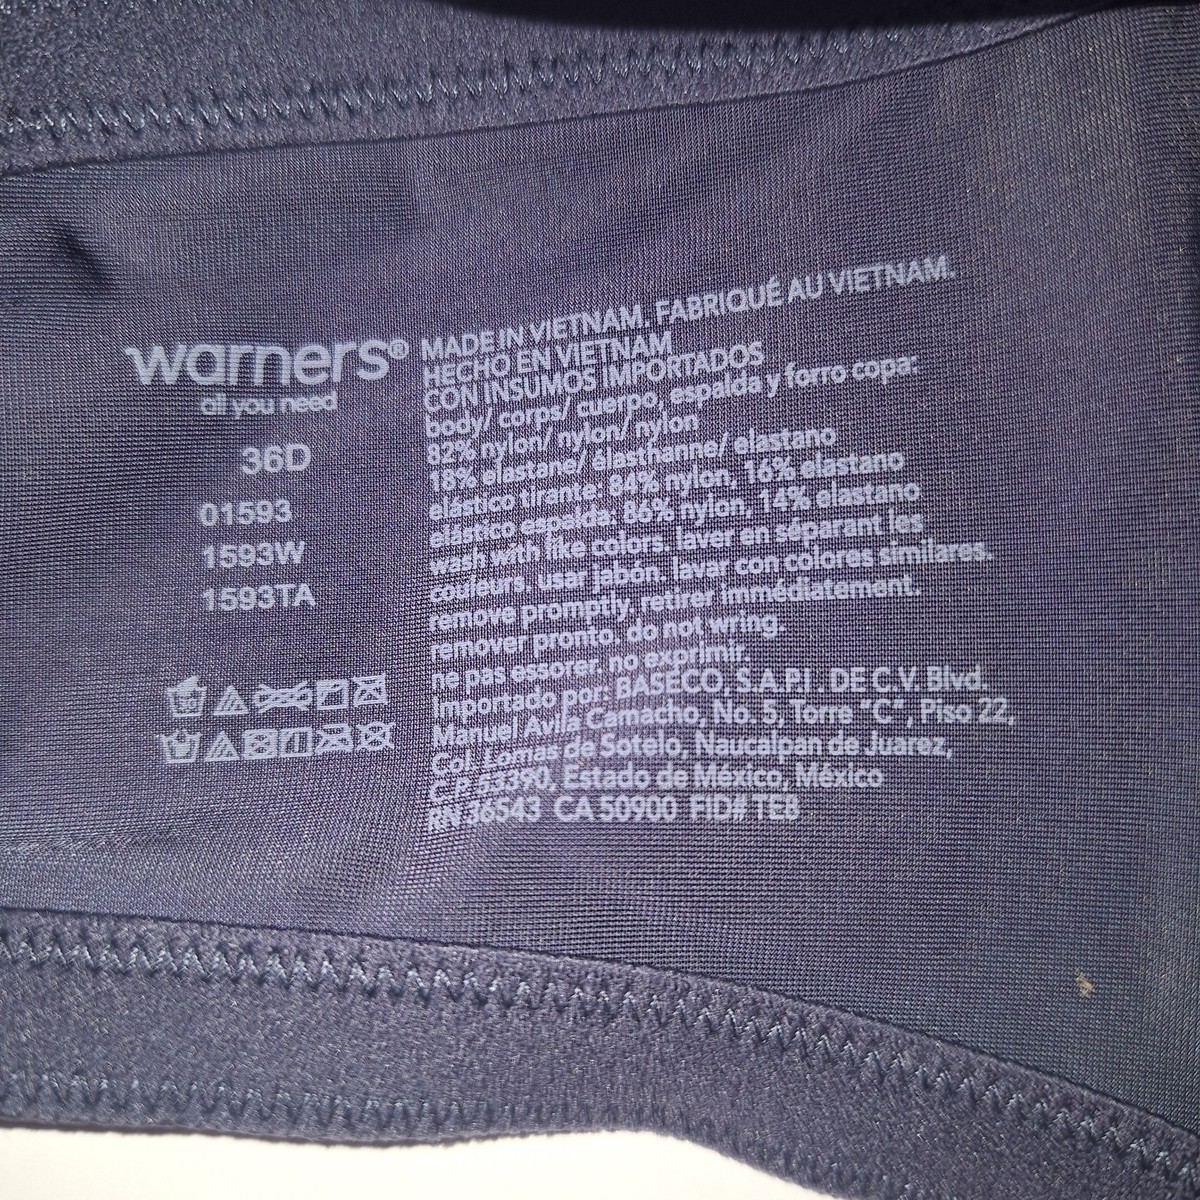 warners®
all you need
36D
01593
1593W
1593TA
30
MADE IN VIETNAM. FABRIQUÉ AU VIETNAM.
HECHO EN VIETNAM
CON INSUMOS IMPORTADOS
body/ corps/ cuerpo, espalda y forro copa:
82% nylon/ nylon/ nylon
18% elastane/ élasthanne/ elastano
elástico tirante: 84% nylon, 16% elastano
elástico espalda: 86% nylon, 14% elastano
wash with like colors. laver en séparant les
couleurs. usar jabón. lavar con colores similares.
remove promptly. retirer immédiatement.
remover pronto. do not wring.
ne pas essorer. no exprimir.
Importado por: BASECO, S.A.P.I. DE C.V. Blvd.
Manuel Avila Camacho, No. 5, Torre "C", Piso 22,
Col. Lomas de Sotelo, Naucalpan de Juarez,
C.P. 53390, Estado de México, México
RN 36543 CA 50900 FID# TE8